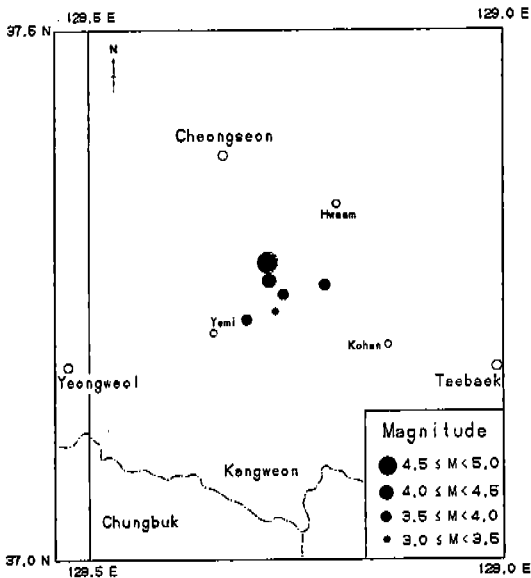 129.5 E 129.0 E
37.5 N
N
Cheongseon
Hwaam
Yemi
Kohan
Yeongweol
Taebaek
Kangweon
Chungbuk
Magnitude
4.5 ≤ M<5.0
4.0 ≤ M<4.5
3.5 ≤ M<4.0
3.0 ≤ M<3.5
37.0 N
129.5 E 129.0 E